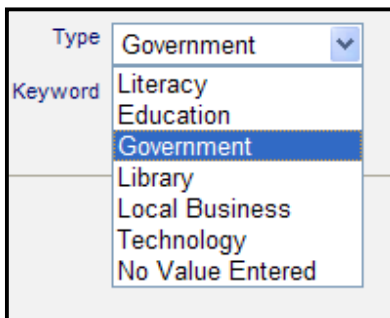 Type Government
Keyword Literacy
Education
Government
Library
Local Business
Technology
No Value Entered